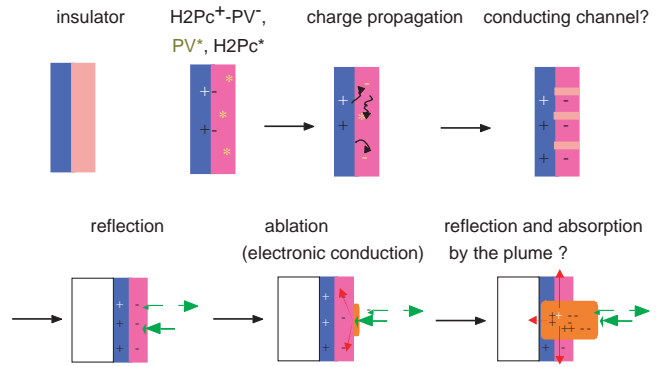 insulator
H2Pc+-PV-,
PV*, H2Pc*
charge propagation
conducting channel?
reflection
ablation
(electronic conduction)
reflection and absorption
by the plume ?